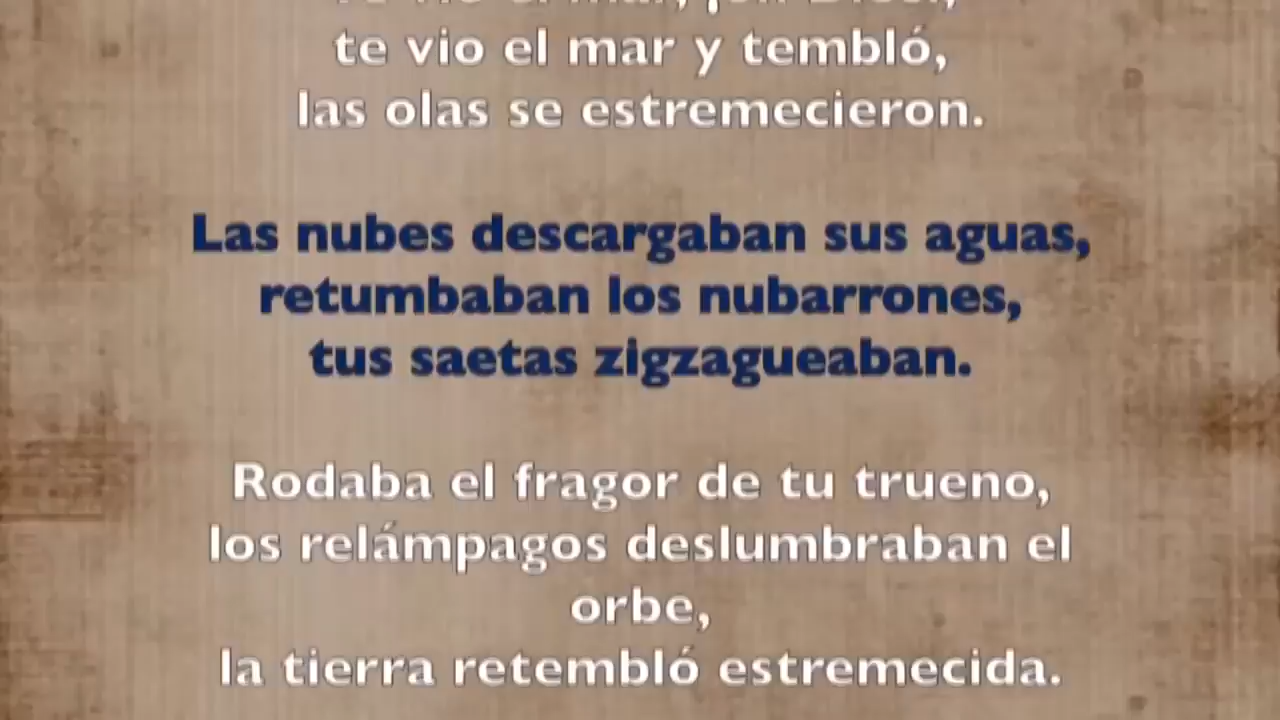 te vio el mar y tembló,
las olas se estremecieron.
Las nubes descargaban sus aguas,
retumbaban los nubarrones,
tus saetas zigzagueaban.
Rodaba el fragor de tu trueno,
los relámpagos deslumbraban el
orbe,
la tierra retembló estremecida.